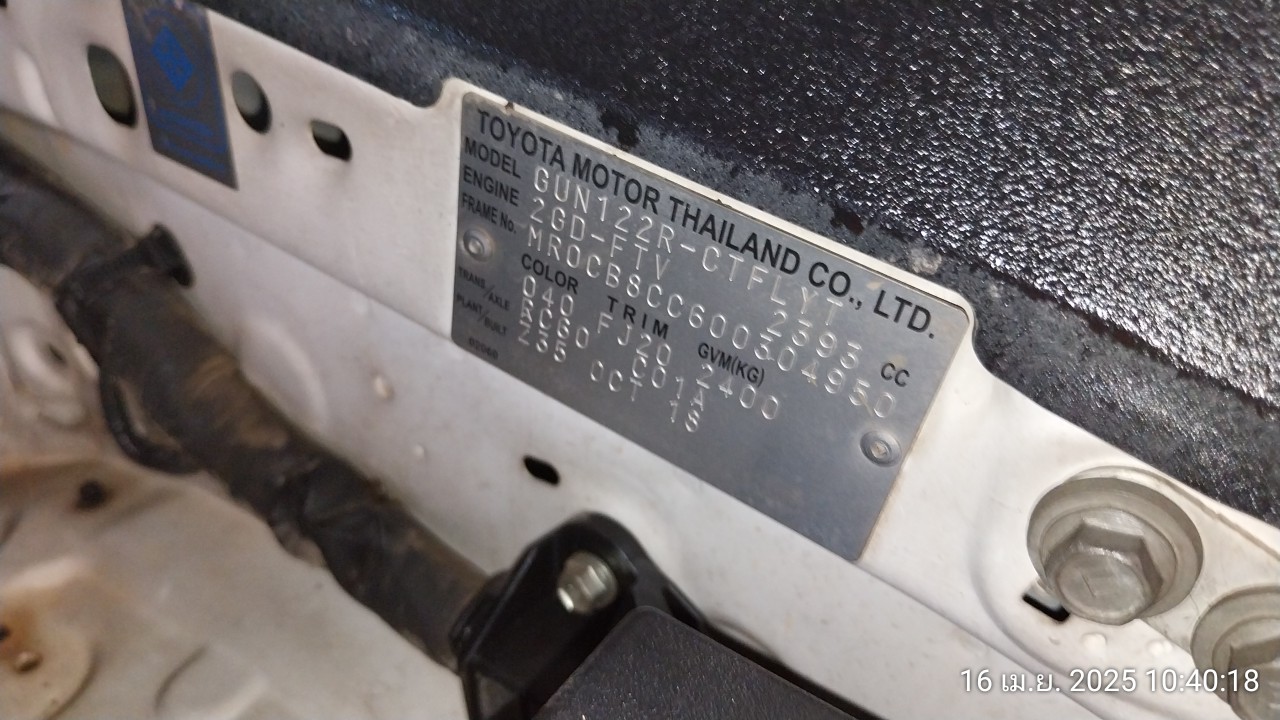 TOYOTA MOTOR THAILAND CO., LTD.
MODEL GUN122R-CTFLYT
ENGINE 2GD-FTV 2393 CC
FRAME No. MR0CB8CC600304950
COLOR TRIM GVM(KG)
040 FJ20 2400
TRANS/AXLE RC60 C01A
PLANT/BUILT Z55 OCT 18
02060
16 เม.ย. 2025 10:40:18